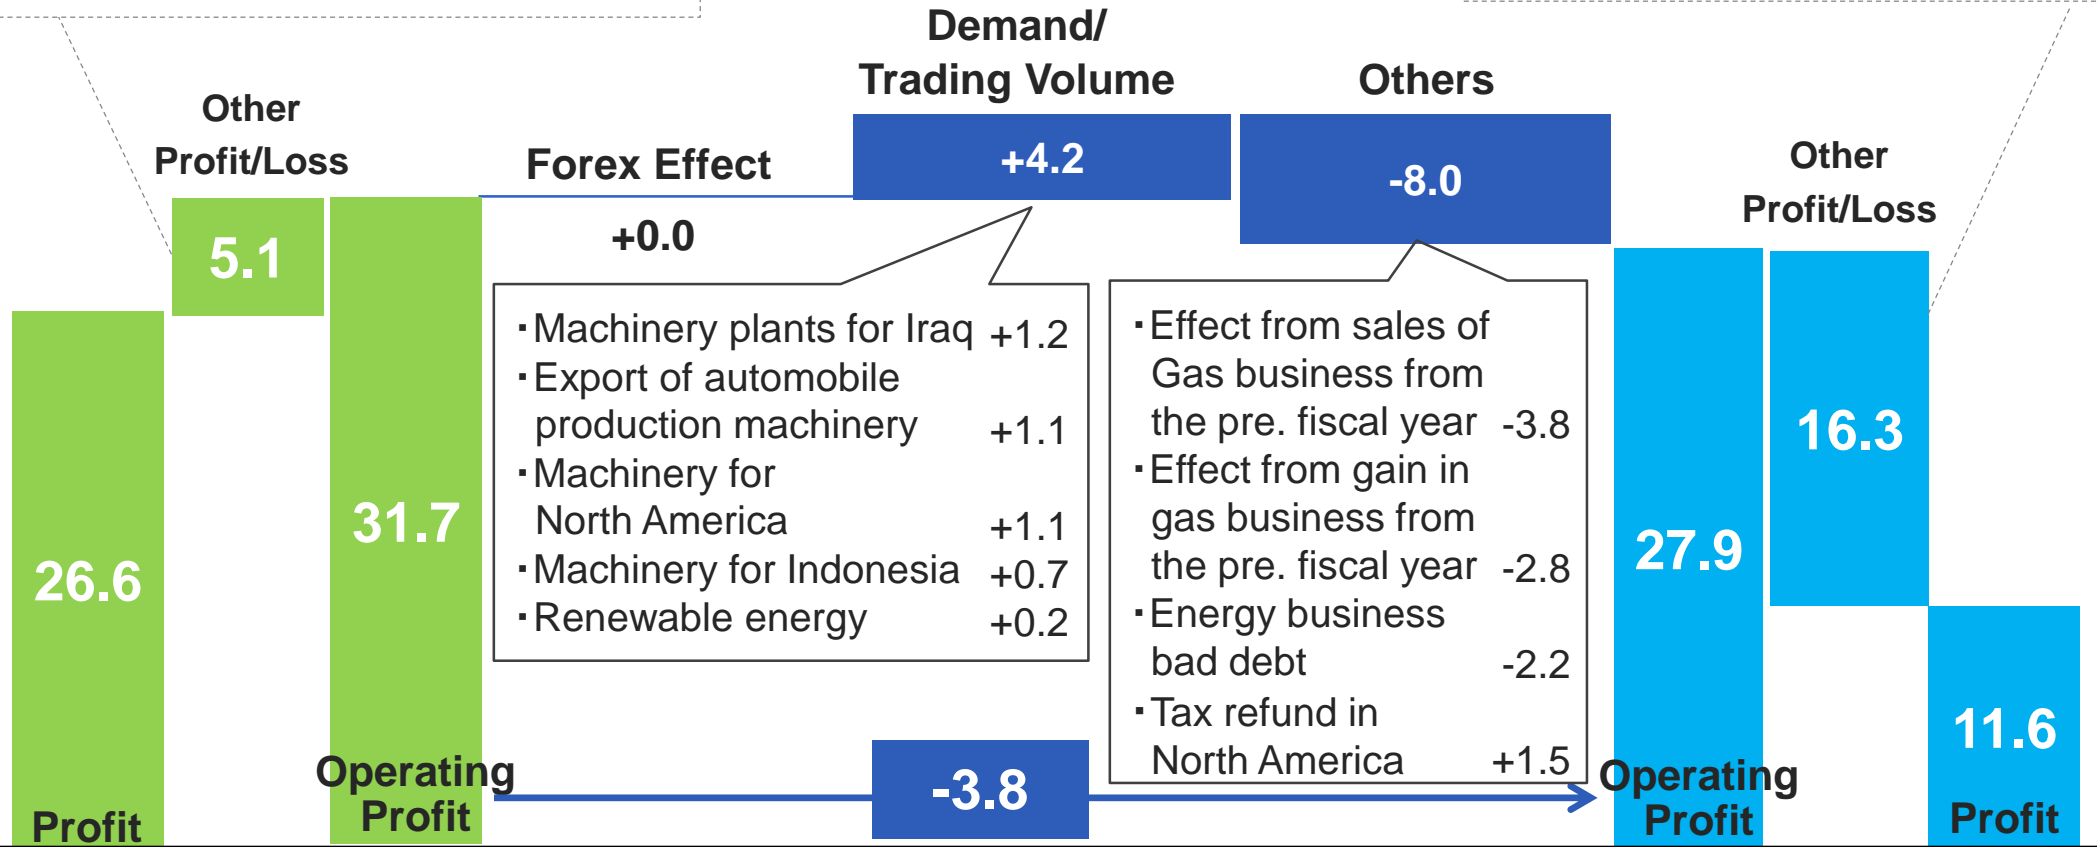 Demand/
Trading Volume
Others
Other
Profit/Loss
Forex Effect
+4.2
-8.0
Other
Profit/Loss
+0.0
5.1
26.6
31.7
・Machinery plants for Iraq +1.2
・Export of automobile
production machinery +1.1
・Machinery for
North America +1.1
・Machinery for Indonesia +0.7
・Renewable energy +0.2
・Effect from sales of
Gas business from
the pre. fiscal year -3.8
・Effect from gain in
gas business from
the pre. fiscal year -2.8
・Energy business
bad debt -2.2
・Tax refund in
North America +1.5
27.9
16.3
11.6
Profit
Operating
Profit
-3.8
Operating
Profit
Profit